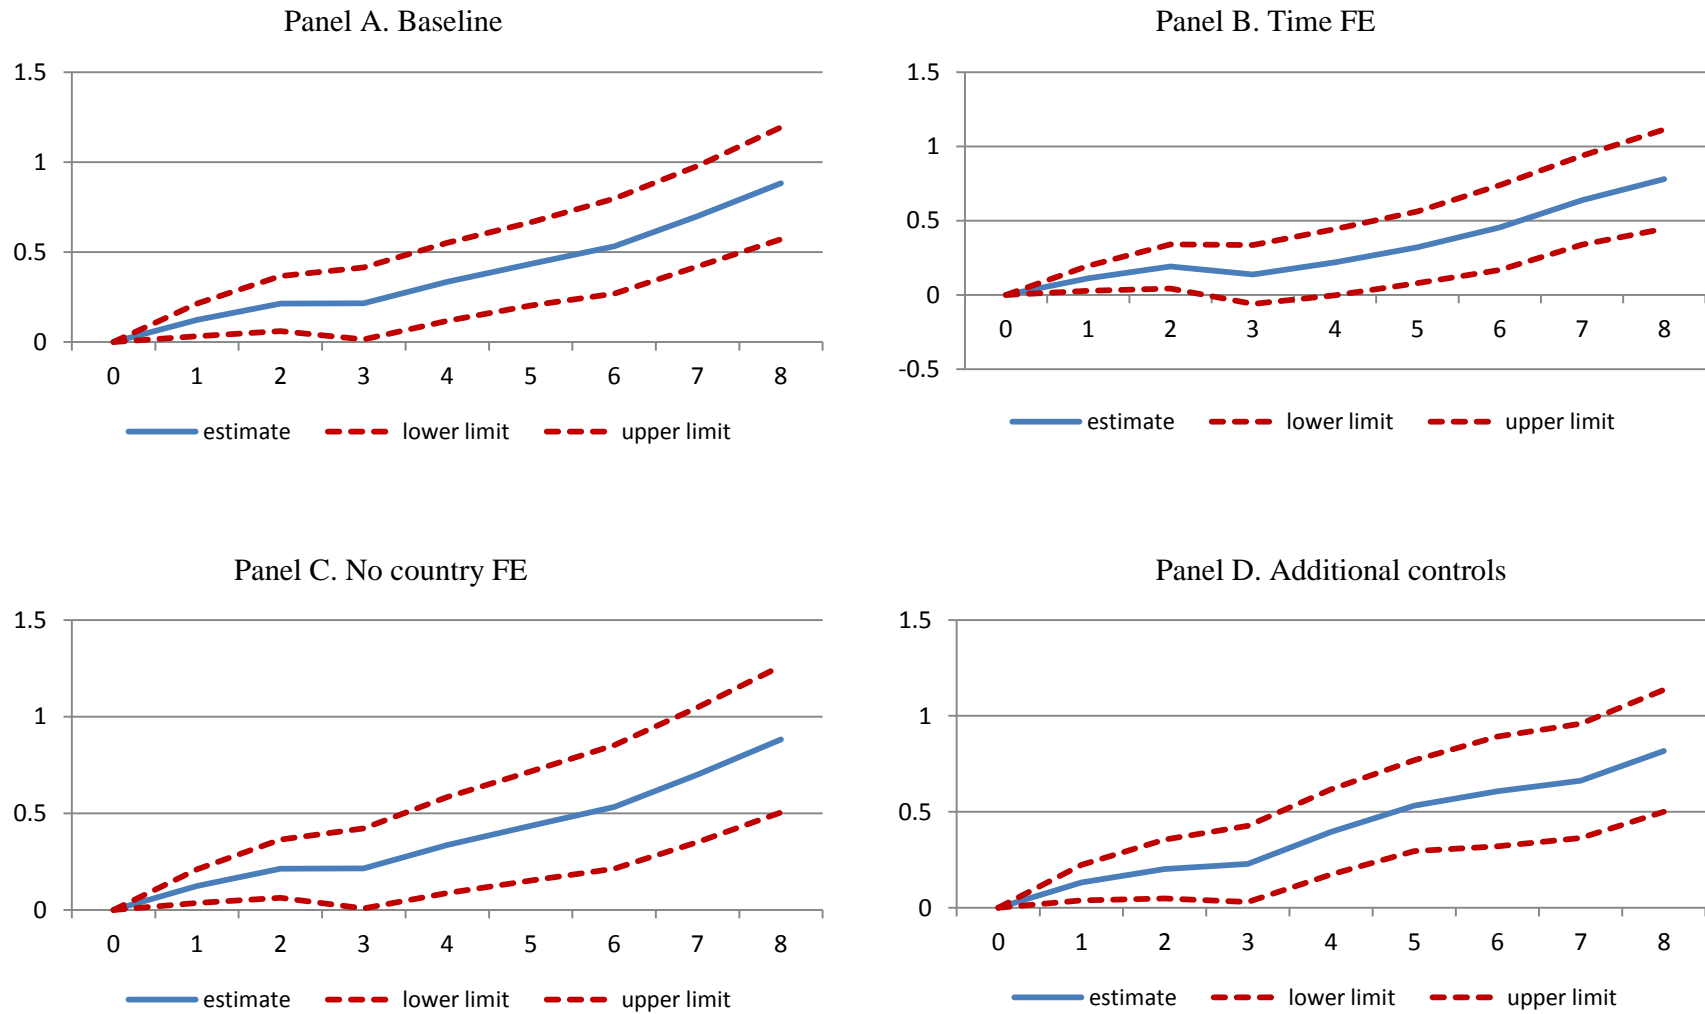 Panel A. Baseline
1.5
1
0.5
0
0 1 2 3 4 5 6 7 8
estimate lower limit upper limit
Panel B. Time FE
1.5
1
0.5
0
-0.5
0 1 2 3 4 5 6 7 8
estimate lower limit upper limit
Panel C. No country FE
1.5
1
0.5
0
0 1 2 3 4 5 6 7 8
estimate lower limit upper limit
Panel D. Additional controls
1.5
1
0.5
0
0 1 2 3 4 5 6 7 8
estimate lower limit upper limit